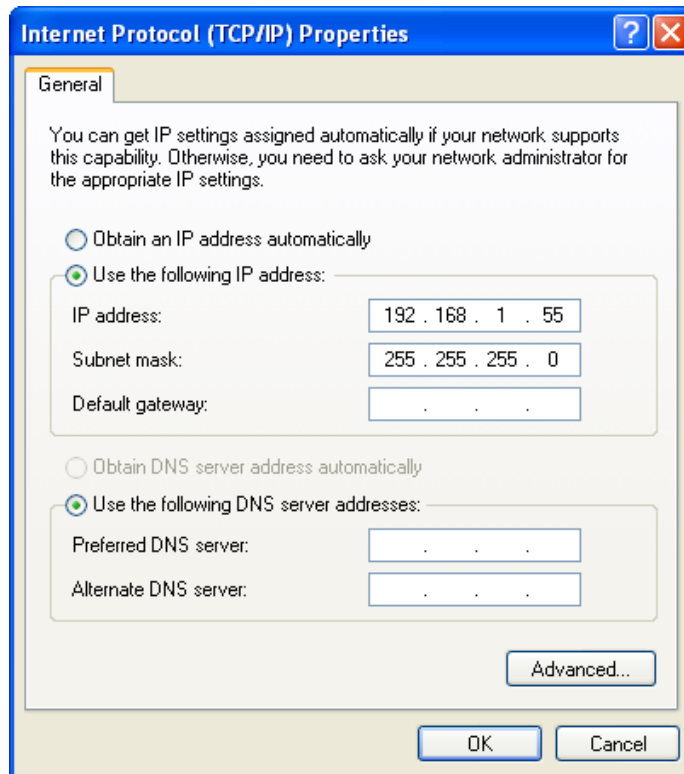 Internet Protocol (TCP/IP) Properties
General
You can get IP settings assigned automatically if your network supports
this capability. Otherwise, you need to ask your network administrator for
the appropriate IP settings.
Obtain an IP address automatically
Use the following IP address:
IP address: 192 . 168 . 1 . 55
Subnet mask: 255 . 255 . 255 . 0
Default gateway: . . .
Obtain DNS server address automatically
Use the following DNS server addresses:
Preferred DNS server: . . .
Alternate DNS server: . . .
Advanced...
OK Cancel